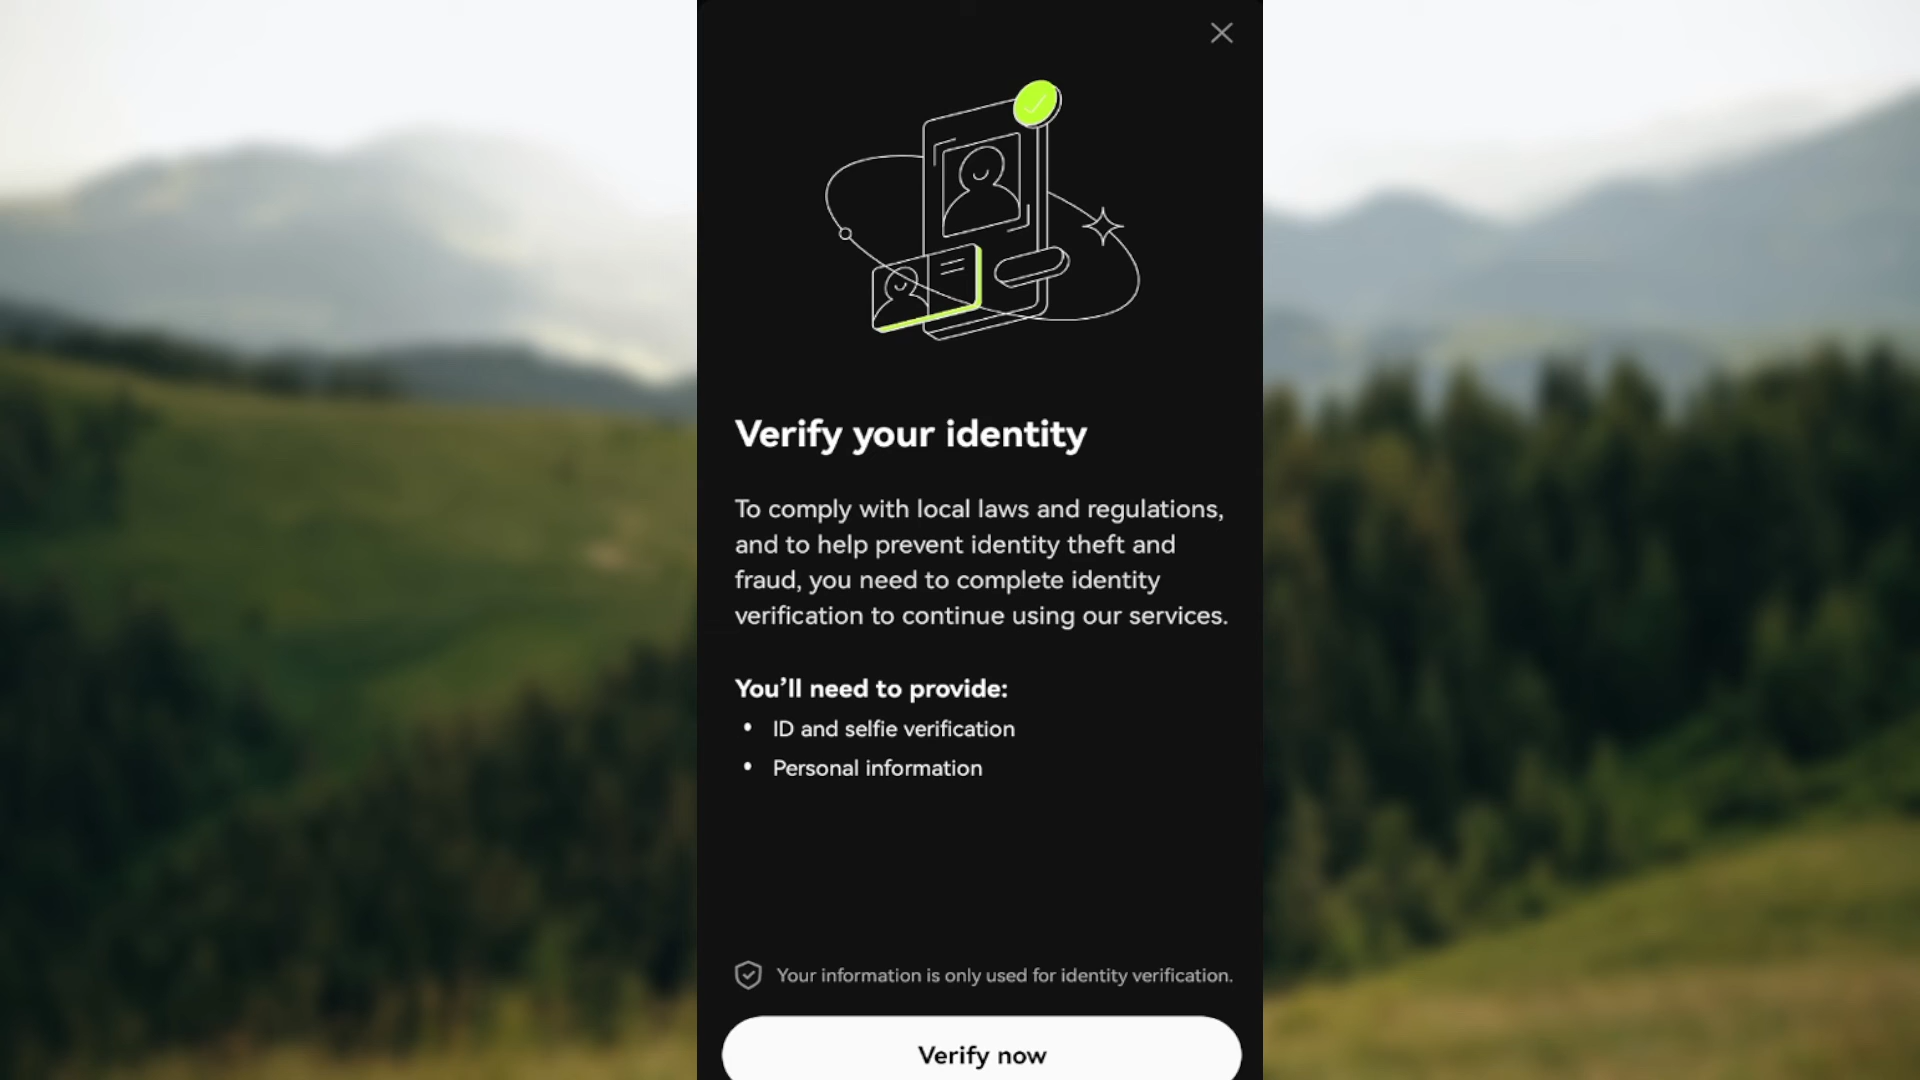 Verify your identity
To comply with local laws and regulations,
and to help prevent identity theft and
fraud, you need to complete identity
verification to continue using our services.
You’ll need to provide:
• ID and selfie verification
• Personal information
Your information is only used for identity verification.
Verify now